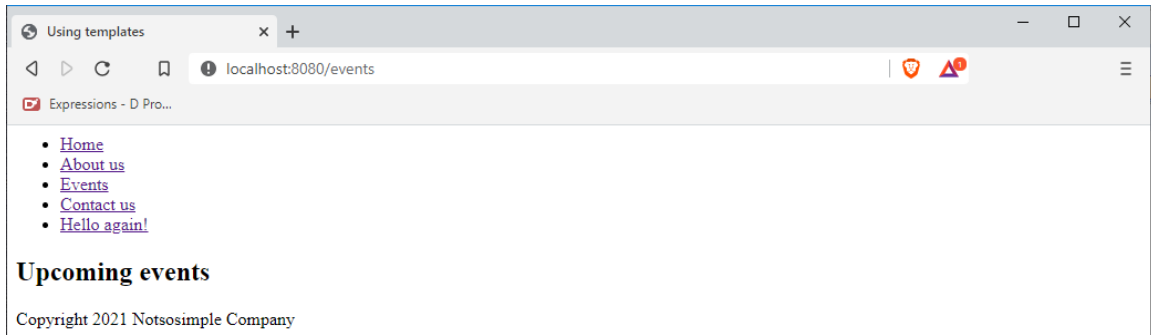 Using templates
localhost:8080/events
1
Expressions - D Pro...
Home
About us
Events
Contact us
Hello again!
Upcoming events
Copyright 2021 Notsosimple Company